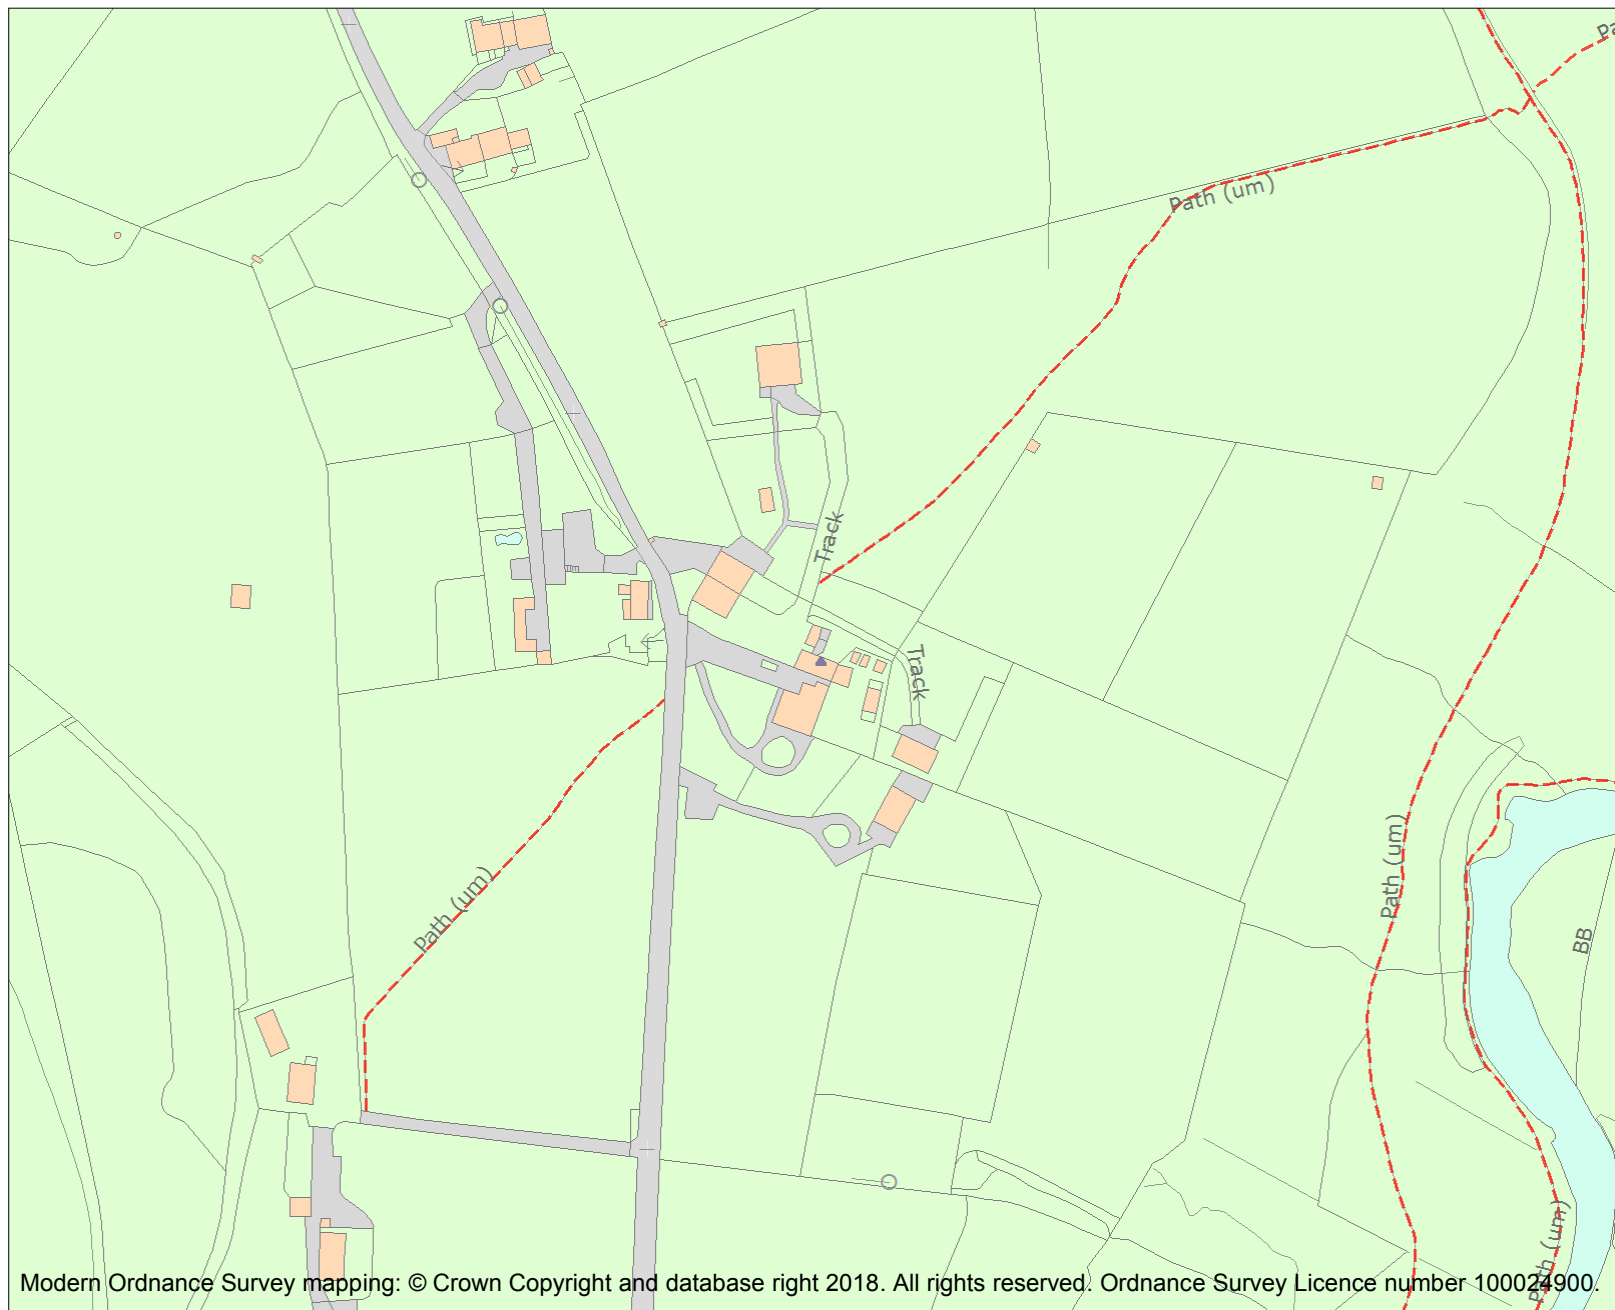 Pa
Path (um)
Track
Track
Path (um)
Path (um)
BB
Path (um)
Modern Ordnance Survey mapping: © Crown Copyright and database right 2018. All rights reserved. Ordnance Survey Licence number 100024900.